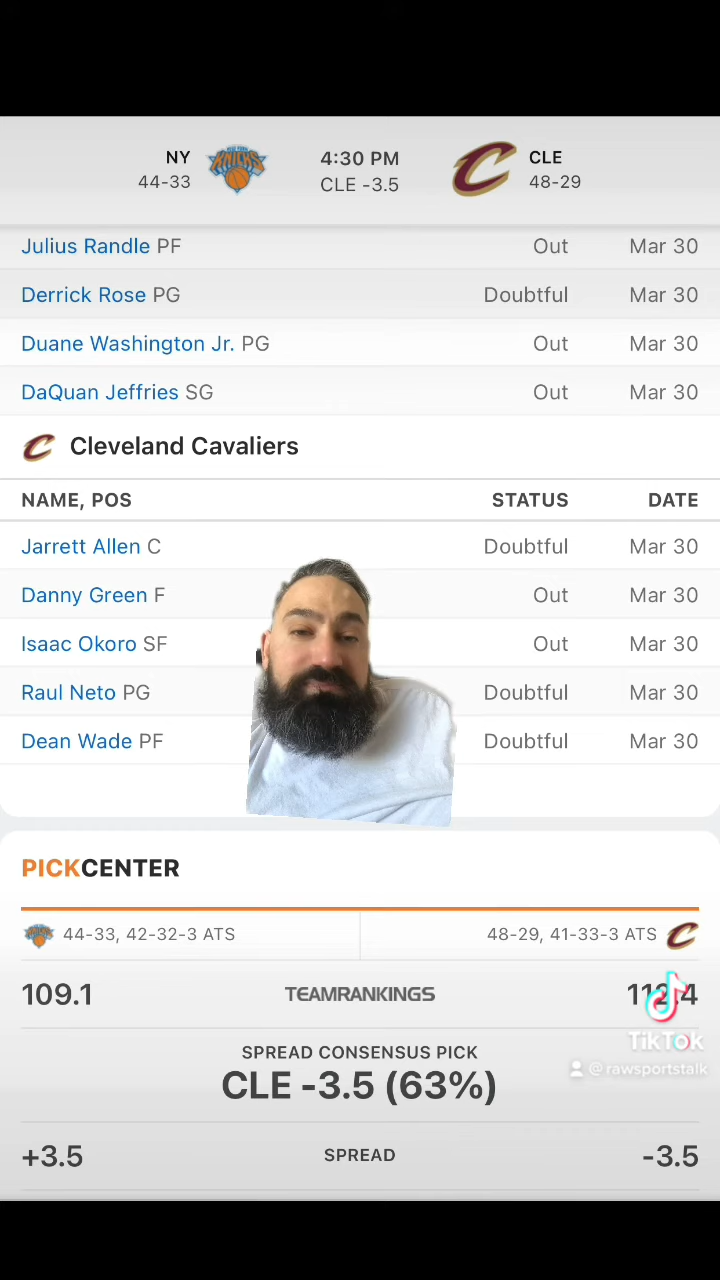 NY
44-33
KNICKS
4:30 PM
CLE -3.5
CLE
48-29
Julius Randle PF Out Mar 30
Derrick Rose PG Doubtful Mar 30
Duane Washington Jr. PG Out Mar 30
DaQuan Jeffries SG Out Mar 30
Cleveland Cavaliers
NAME, POS STATUS DATE
Jarrett Allen C Doubtful Mar 30
Danny Green F Out Mar 30
Isaac Okoro SF Out Mar 30
Raul Neto PG Doubtful Mar 30
Dean Wade PF Doubtful Mar 30
PICKCENTER
44-33, 42-32-3 ATS 48-29, 41-33-3 ATS
109.1 TEAMRANKINGS 112.4
TikTok
SPREAD CONSENSUS PICK
@rawsportstalk
CLE -3.5 (63%)
+3.5 SPREAD -3.5